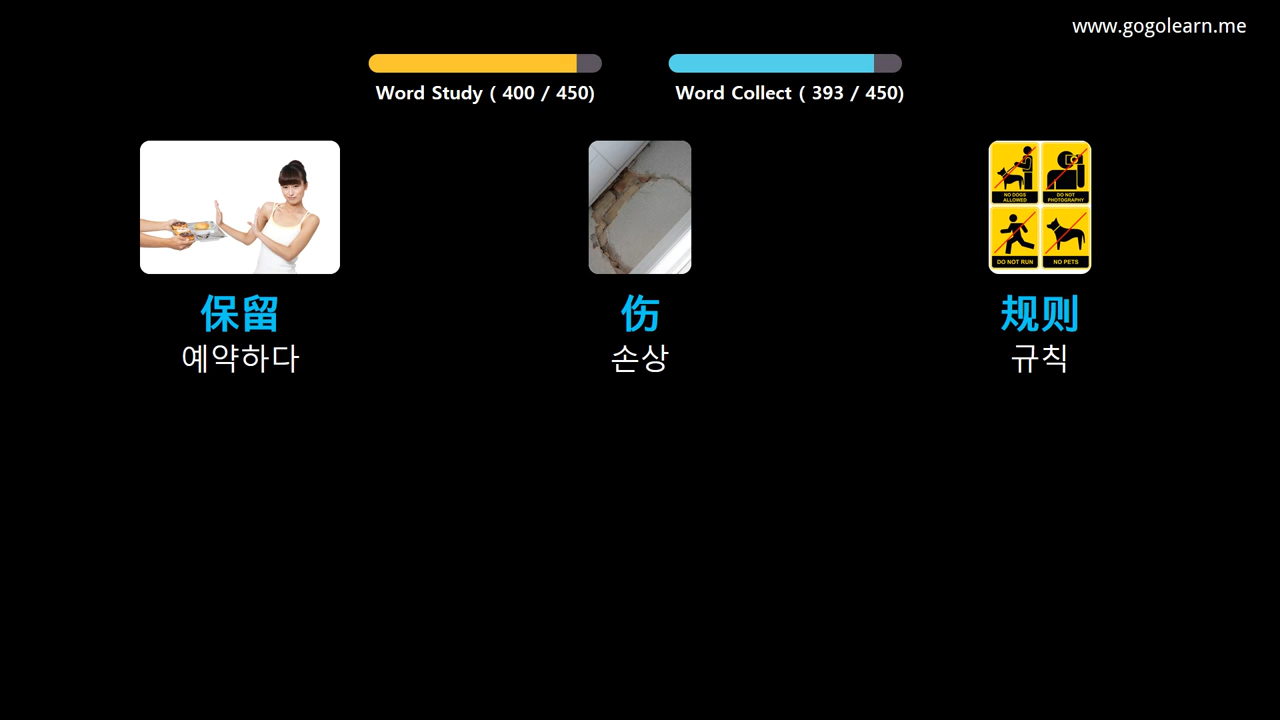 www.gogolearn.me
Word Study ( 400 / 450)
Word Collect ( 393 / 450)
NO DOGS
ALLOWED
DO NOT
PHOTOGRAPHY
DO NOT RUN
NO PETS
保留
伤
规则
예약하다
손상
규칙